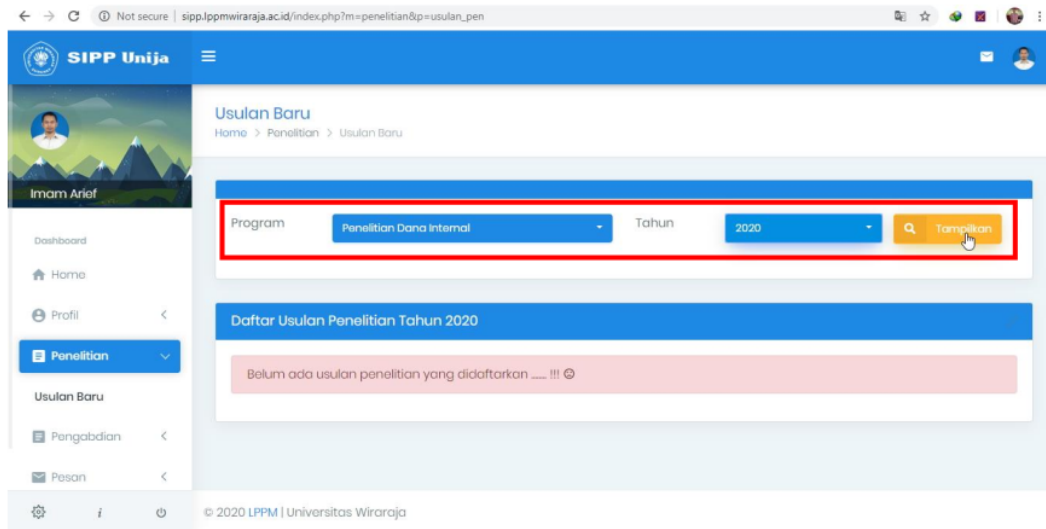 Not secure | sipp.lppmwiraraja.ac.id/index.php?m=penelitian&p=usulan_pen
SIPP Unija
Usulan Baru
Home > Penelitian > Usulan Baru
Imam Arief
Program
Penelitian Dana Internal
Tahun
2020
Tampilkan
Dashboard
Home
Profil
Penelitian
Usulan Baru
Pengabdian
Pesan
Daftar Usulan Penelitian Tahun 2020
Belum ada usulan penelitian yang didaftarkan ...... !!! ☹
© 2020 LPPM | Universitas Wiraraja